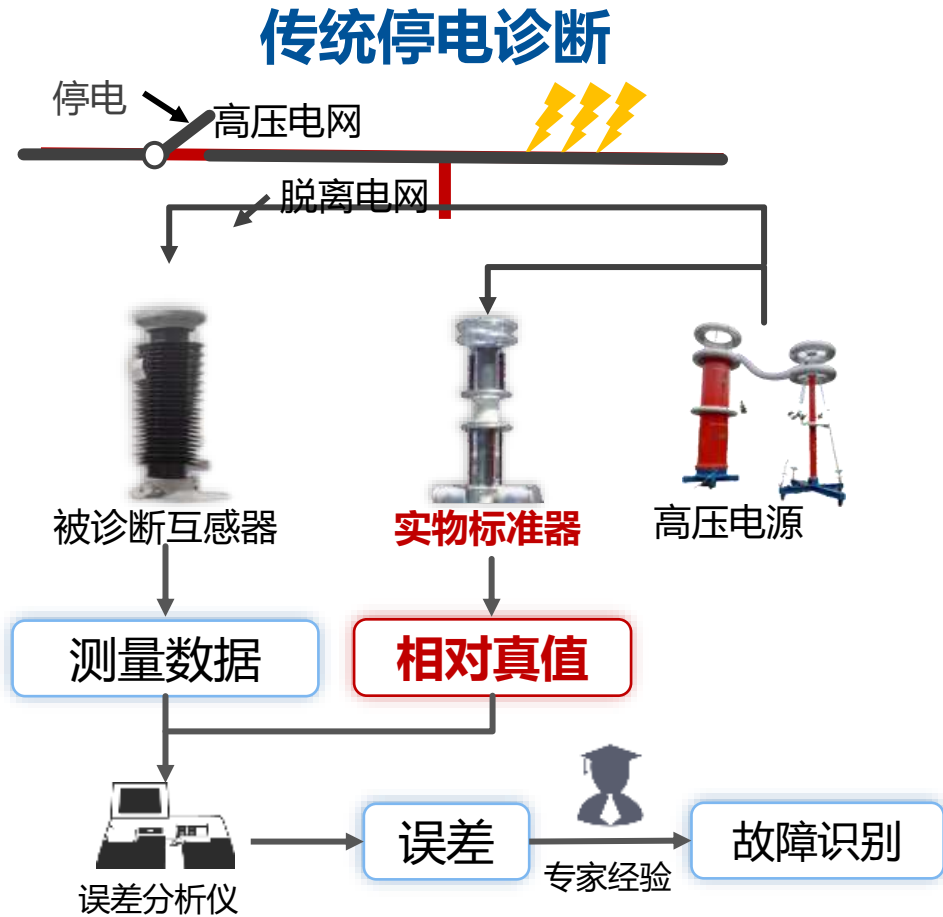 传统停电诊断
停电
高压电网
脱离电网
被诊断互感器
实物标准器
高压电源
测量数据
相对真值
误差分析仪
误差
专家经验
故障识别